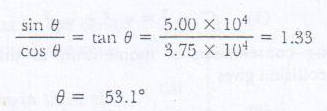 sin θ / cos θ = tan θ = 5.00 × 10⁴ / 3.75 × 10⁴ = 1.33
θ = 53.1°